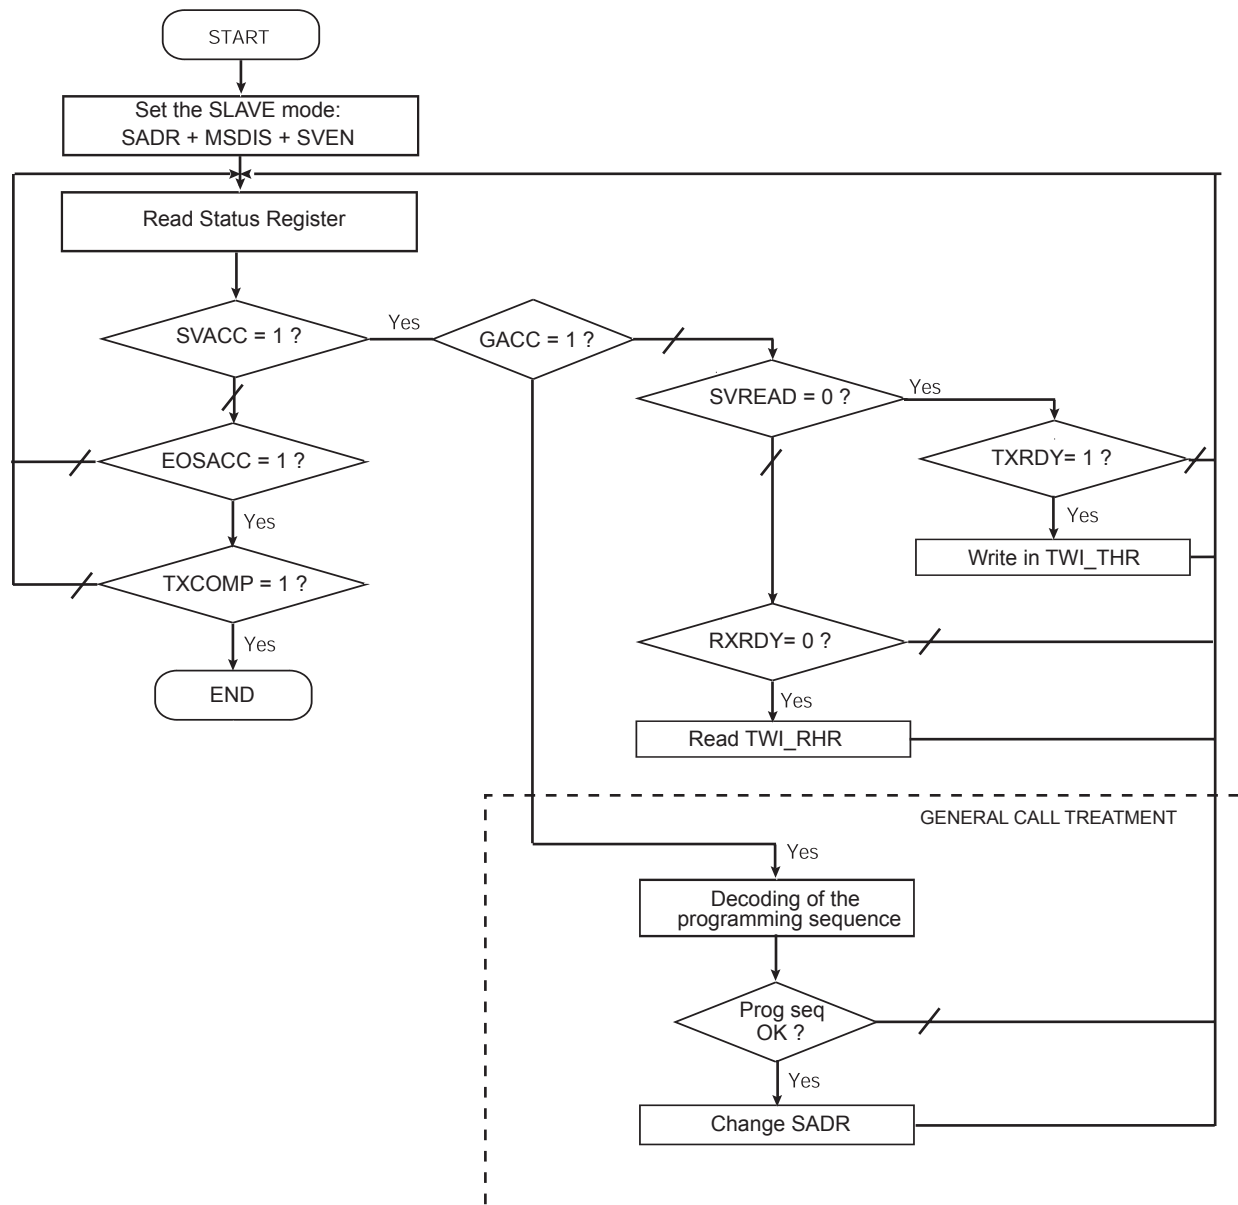 START
Set the SLAVE mode:
SADR + MSDIS + SVEN
Read Status Register
SVACC = 1 ?
Yes
GACC = 1 ?
SVREAD = 0 ?
Yes
EOSACC = 1 ?
TXRDY= 1 ?
Yes
Yes
Write in TWI_THR
TXCOMP = 1 ?
Yes
RXRDY= 0 ?
END
Yes
Read TWI_RHR
GENERAL CALL TREATMENT
Yes
Decoding of the
programming sequence
Prog seq
OK ?
Yes
Change SADR